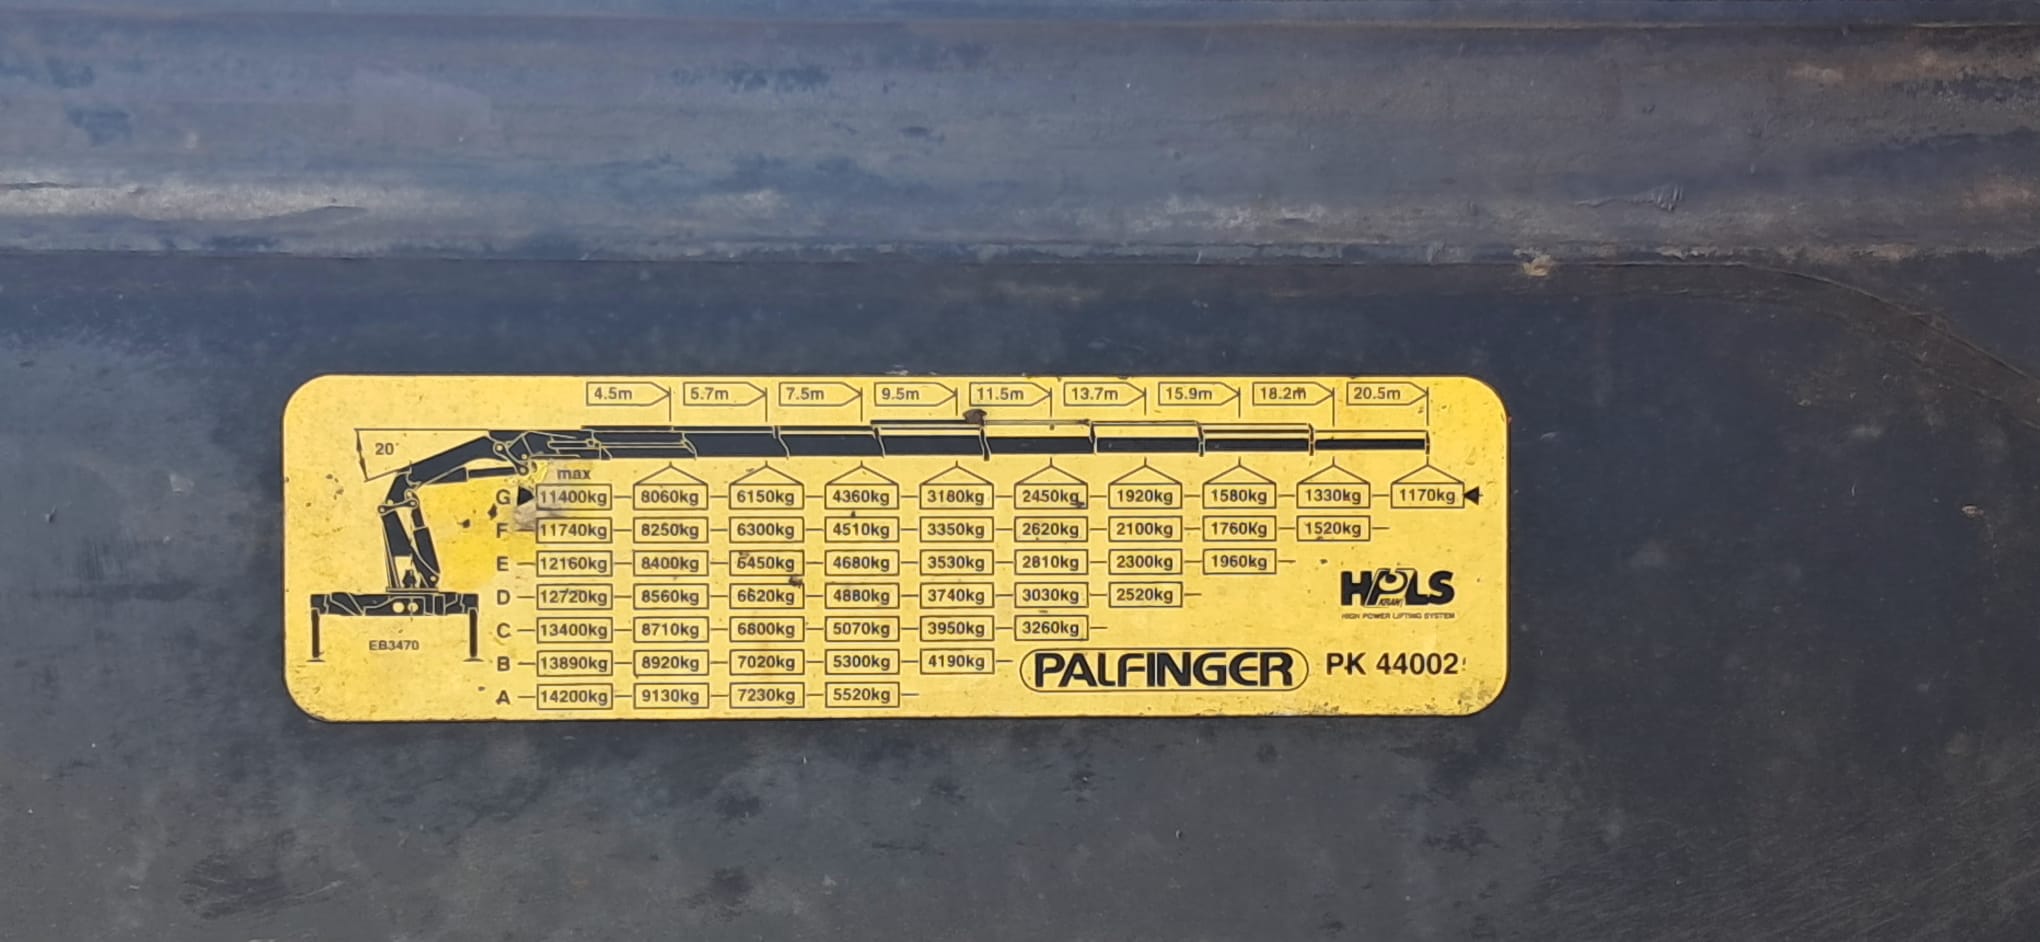 4.5m 5.7m 7.5m 9.5m 11.5m 13.7m 15.9m 18.2m 20.5m
20°
max
G 11400kg 8060kg 6150kg 4360kg 3180kg 2450kg 1920kg 1580kg 1330kg 1170kg
F 11740kg 8250kg 6300kg 4510kg 3350kg 2620kg 2100kg 1760kg 1520kg
E 12160kg 8400kg 6450kg 4680kg 3530kg 2810kg 2300kg 1960kg
D 12720kg 8560kg 6620kg 4880kg 3740kg 3030kg 2520kg
C 13400kg 8710kg 6800kg 5070kg 3950kg 3260kg
B 13890kg 8920kg 7020kg 5300kg 4190kg
A 14200kg 9130kg 7230kg 5520kg
EB3470
HPLS
KRAN
HIGH POWER LIFTING SYSTEM
PALFINGER PK 44002